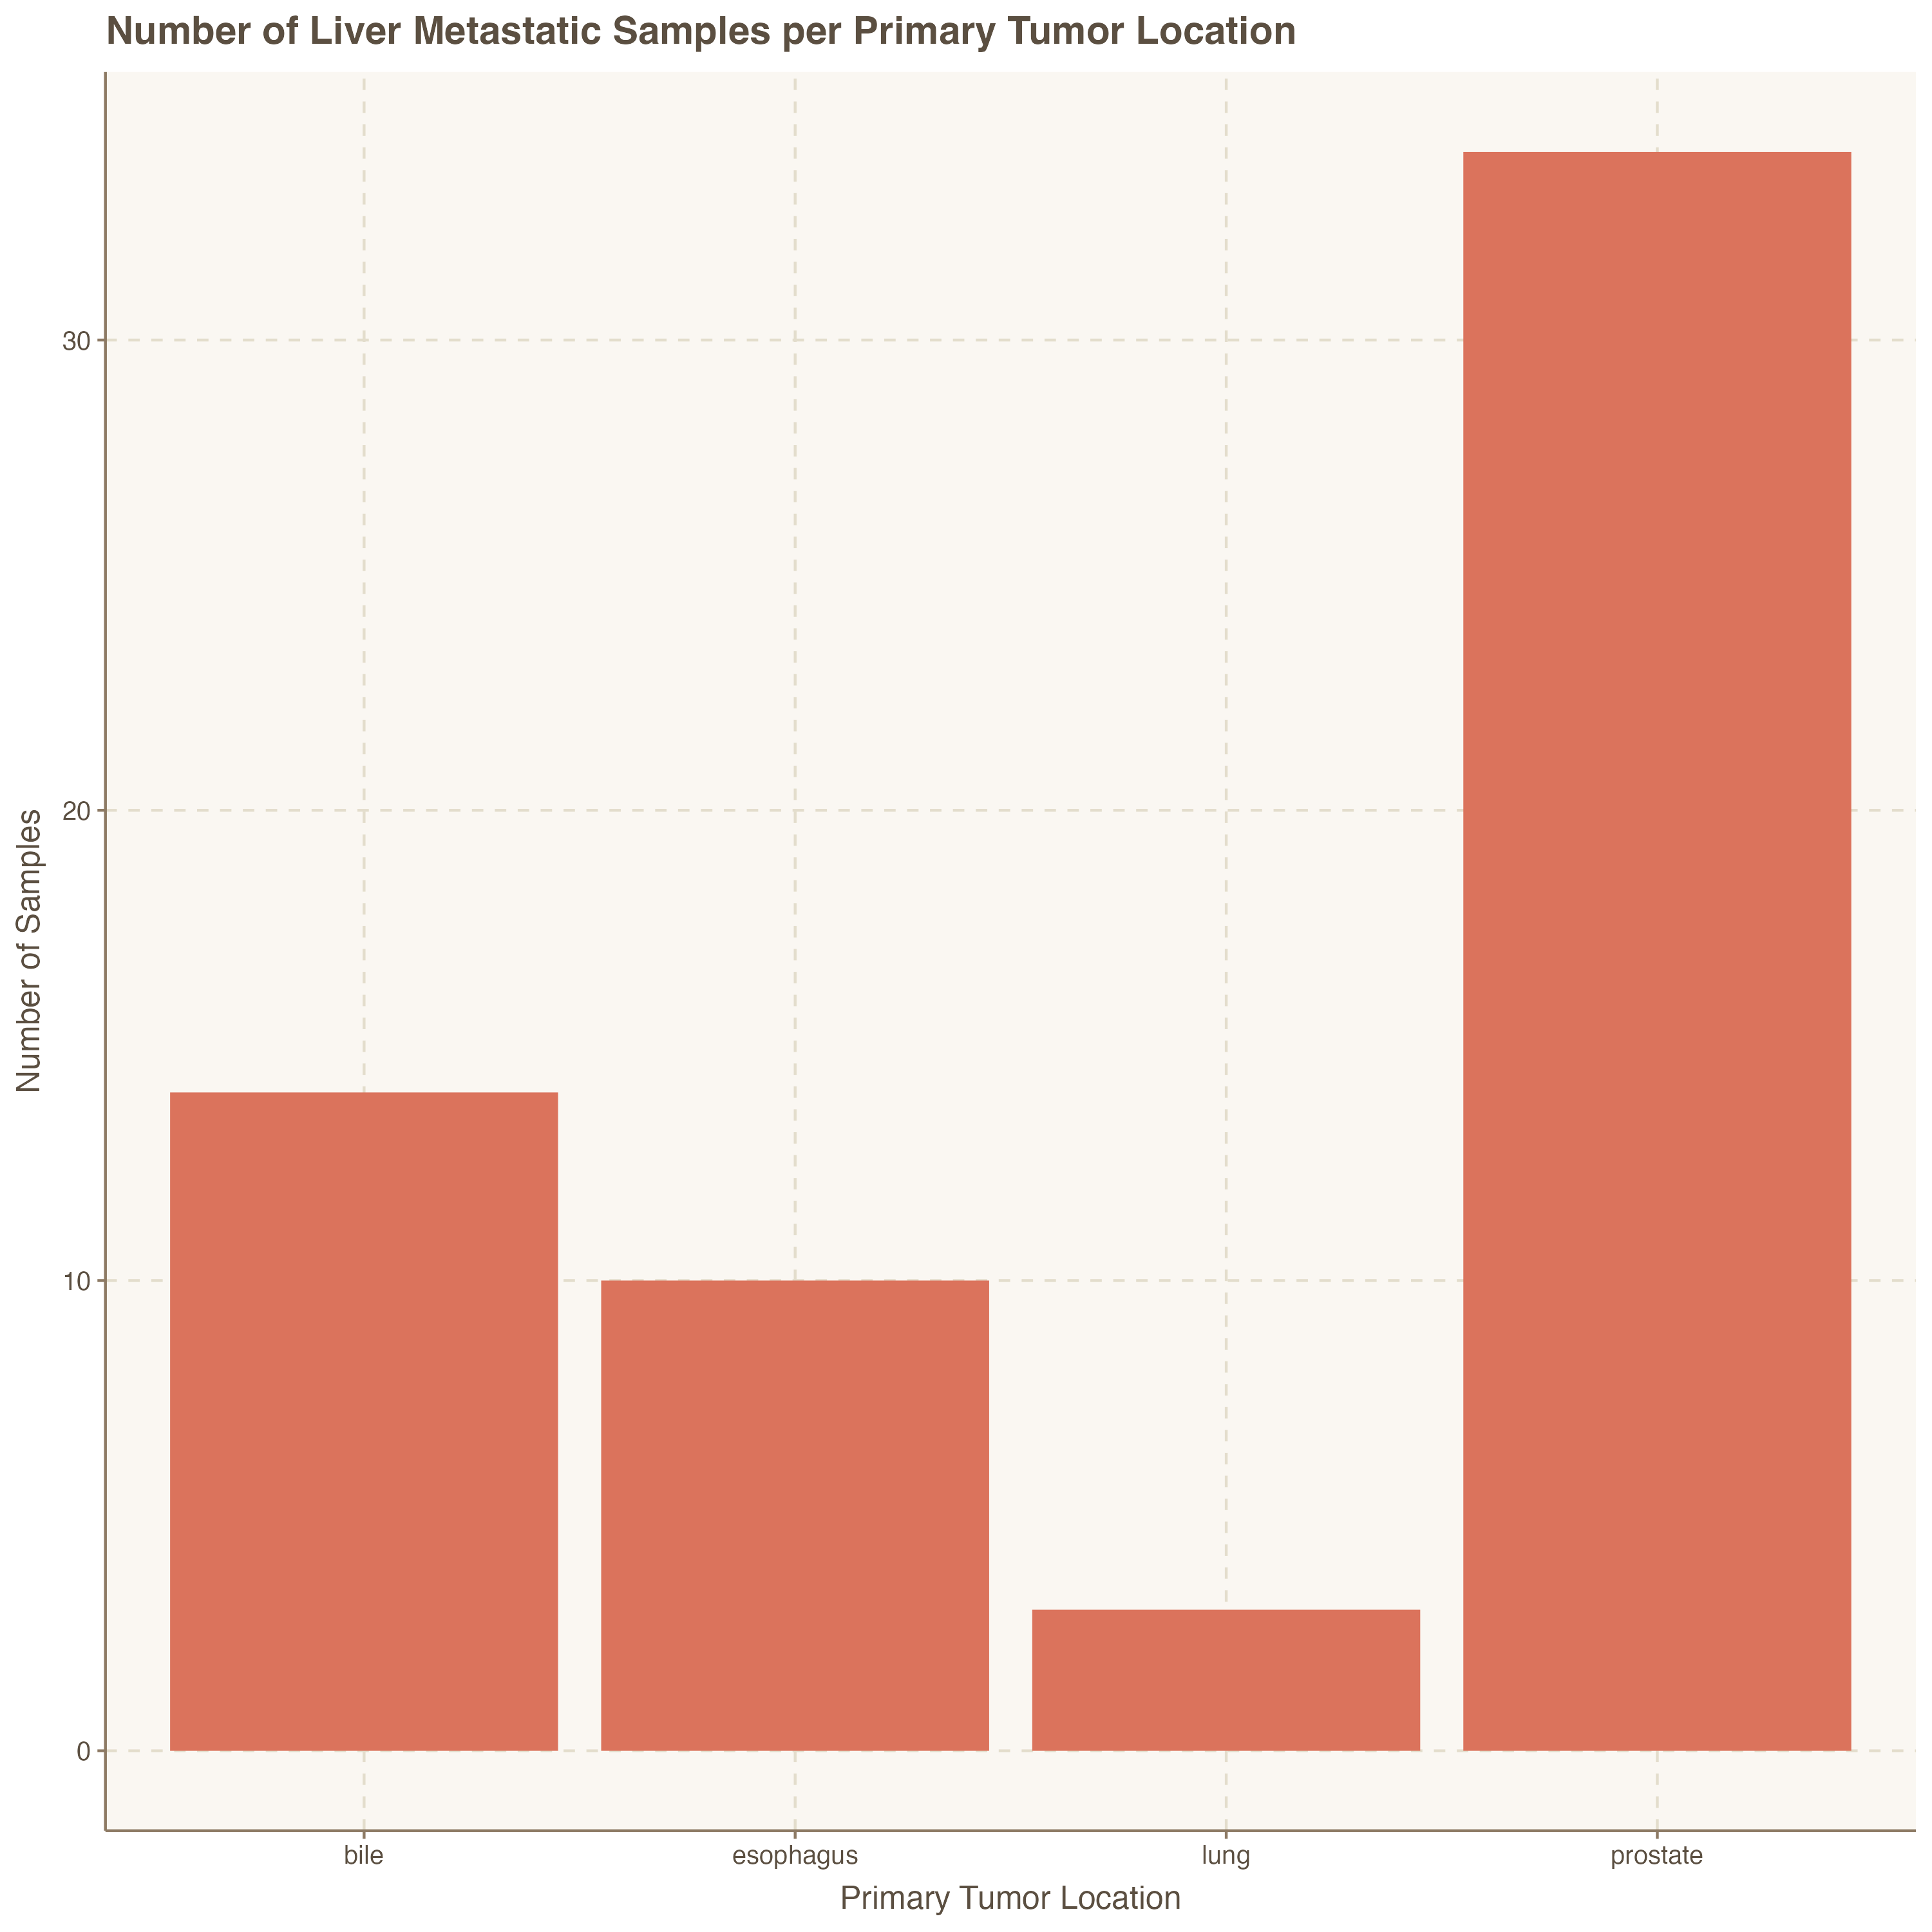 Number of Liver Metastatic Samples per Primary Tumor Location
Number of Samples
30
20
10
0
bile
esophagus
lung
prostate
Primary Tumor Location